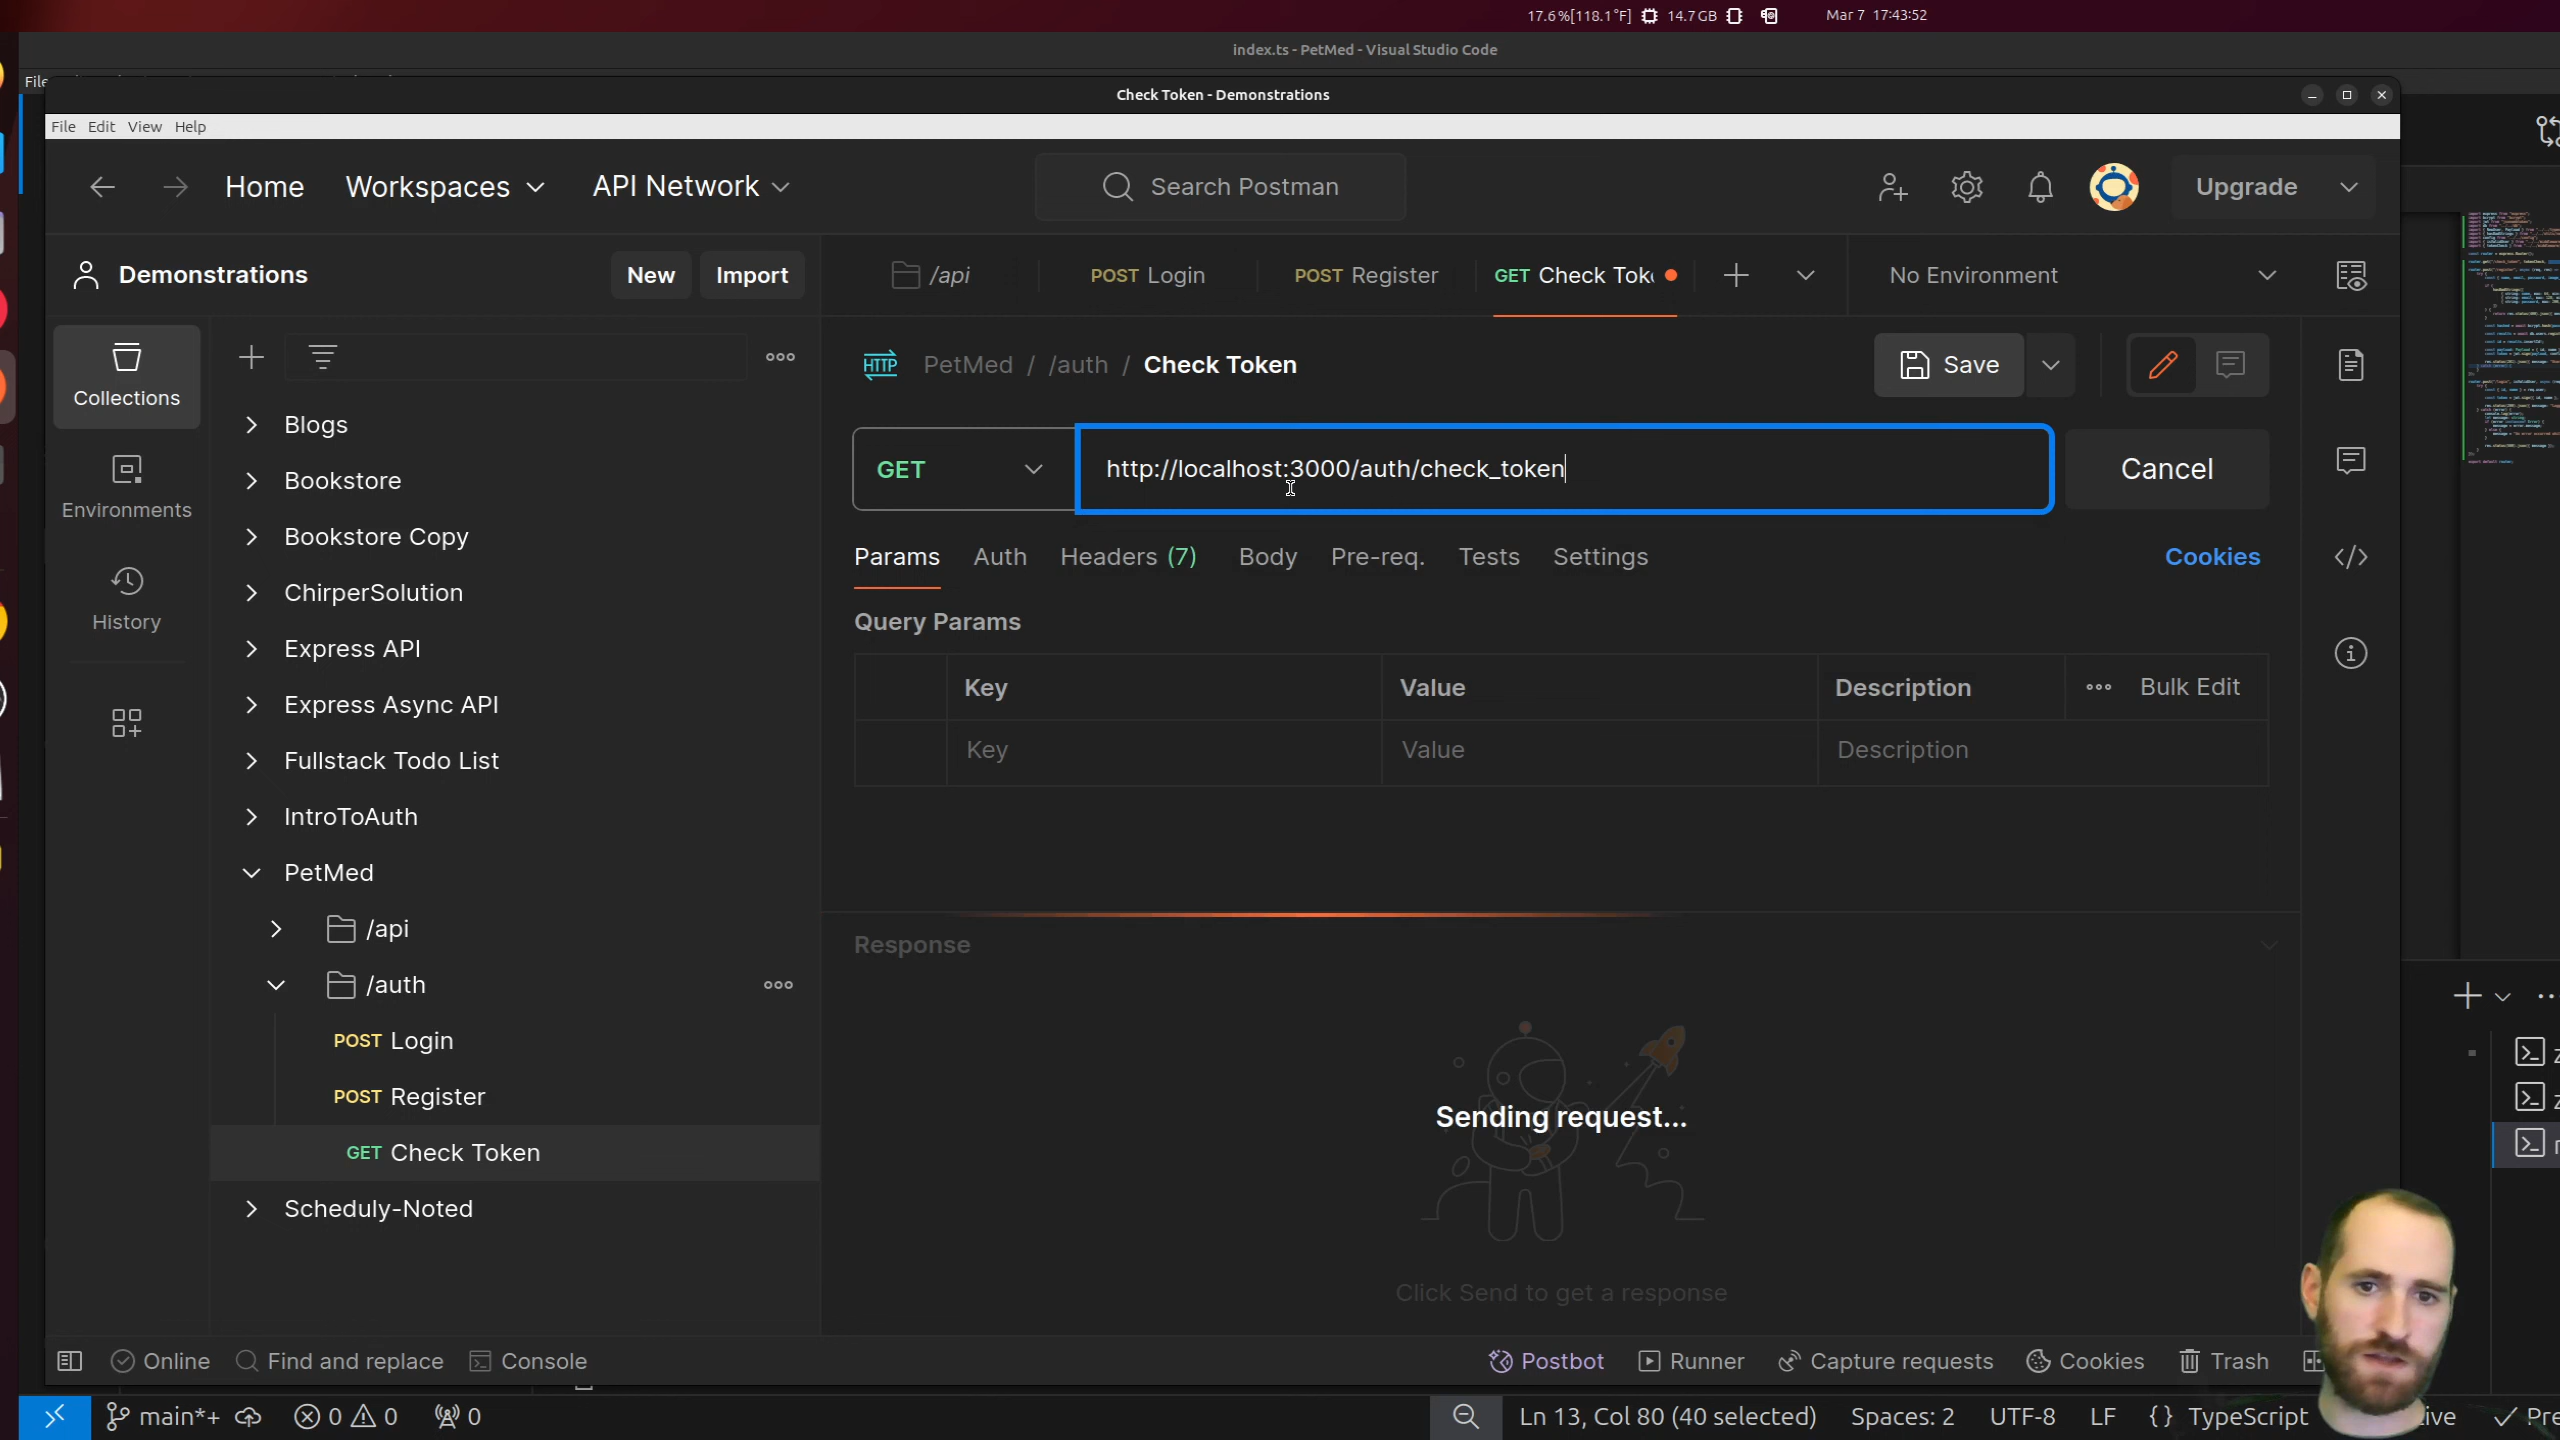 17.6%[118.1°F] 14.7GB Mar 7 17:43:52
index.ts - PetMed - Visual Studio Code
File
Check Token - Demonstrations
File Edit View Help
Home Workspaces API Network Search Postman Upgrade
Demonstrations New Import
/api POST Login POST Register GET Check Tok No Environment
Collections
Environments
History
Blogs
Bookstore
Bookstore Copy
ChirperSolution
Express API
Express Async API
Fullstack Todo List
IntroToAuth
PetMed
/api
/auth
POST Login
POST Register
GET Check Token
Scheduly-Noted
HTTP PetMed / /auth / Check Token Save
GET http://localhost:3000/auth/check_token Cancel
Params Auth Headers (7) Body Pre-req. Tests Settings Cookies
Query Params
Key Value Description Bulk Edit
Key Value Description
Response
Sending request...
Click Send to get a response
Online Find and replace Console Postbot Runner Capture requests Cookies Trash
main*+ 0 0 0 Ln 13, Col 80 (40 selected) Spaces: 2 UTF-8 LF {} TypeScript